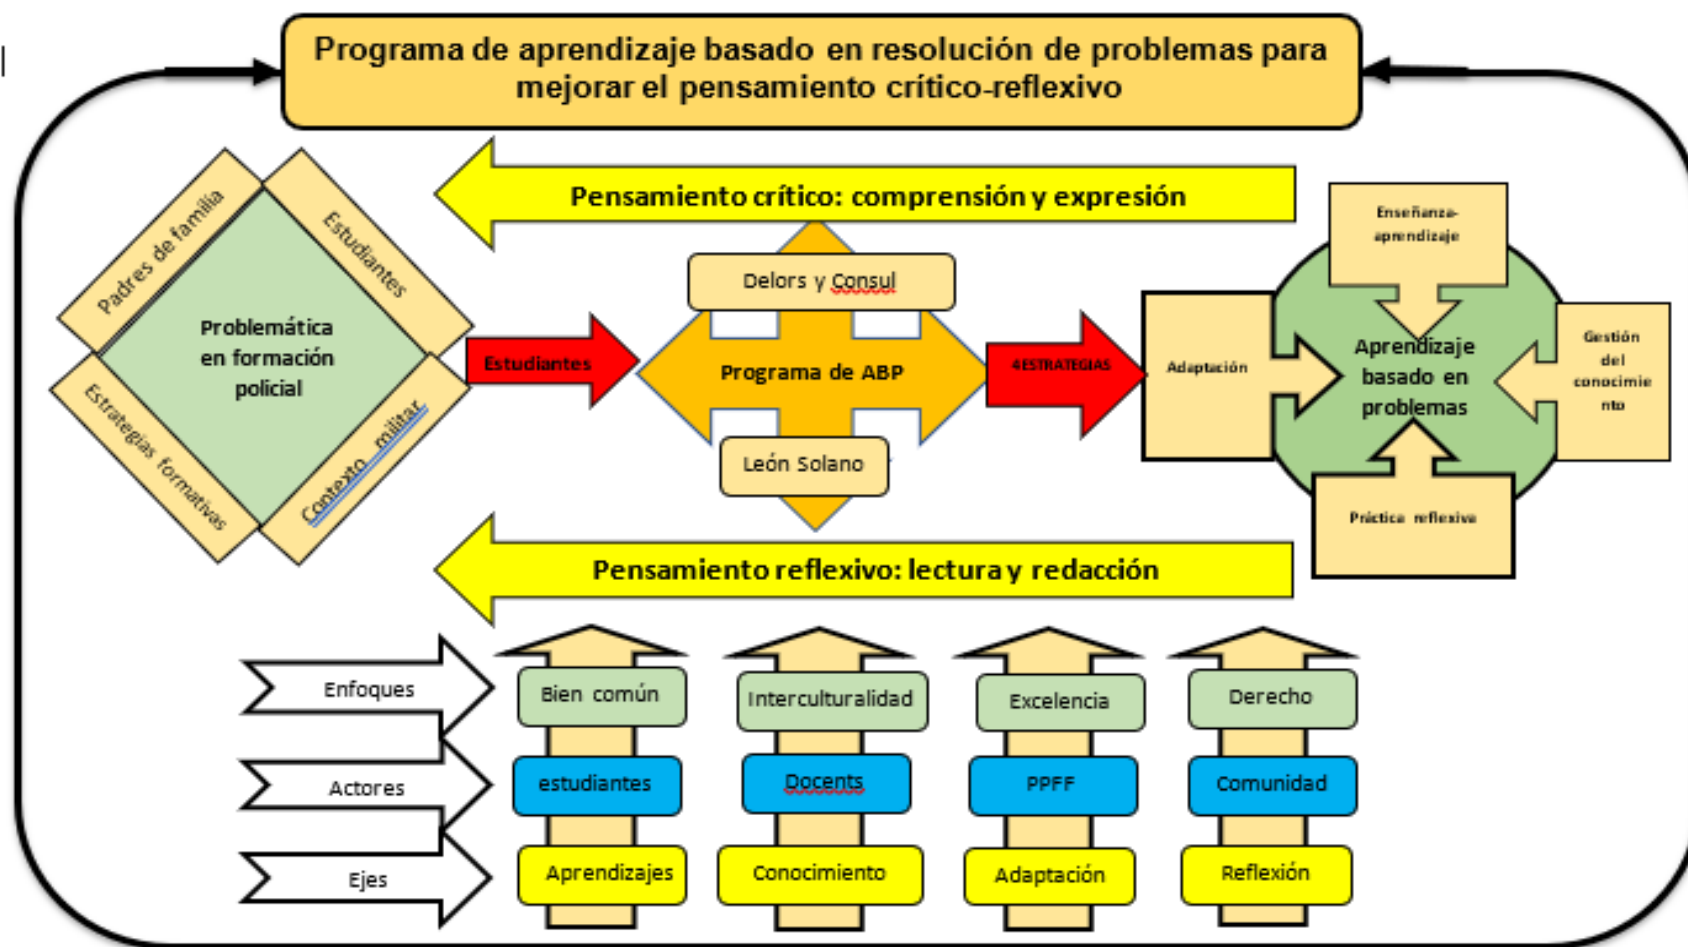 Programa de aprendizaje basado en resolución de problemas para
mejorar el pensamiento crítico-reflexivo
Pensamiento crítico: comprensión y expresión
Padres de familia
Estudiantes
Problemática
en formación
policial
Estrategias formativas
Contexto militar
Estudiantes
Delors y Consul
Programa de ABP
León Solano
4 ESTRATEGIAS
Enseñanza-
aprendizaje
Adaptación
Aprendizaje
basado en
problemas
Gestión
del
conocimie
nto
Práctica reflexiva
Pensamiento reflexivo: lectura y redacción
Enfoques
Bien común
Interculturalidad
Excelencia
Derecho
Actores
estudiantes
Docents
PPFF
Comunidad
Ejes
Aprendizajes
Conocimiento
Adaptación
Reflexión